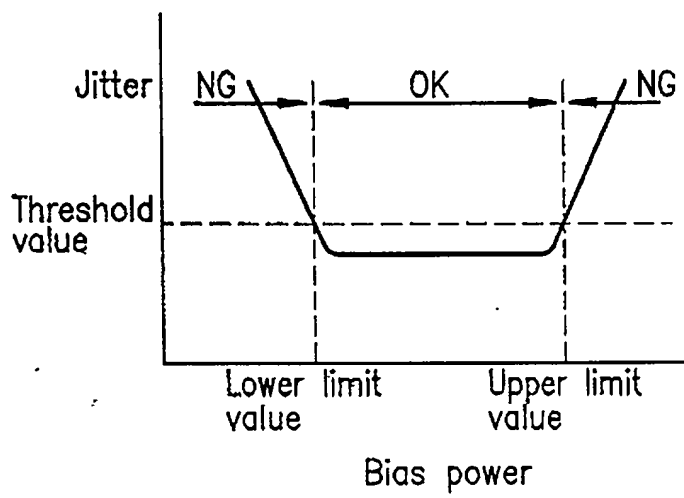 Jitter NG OK NG
Threshold
value
Lower limit Upper limit
value value
Bias power